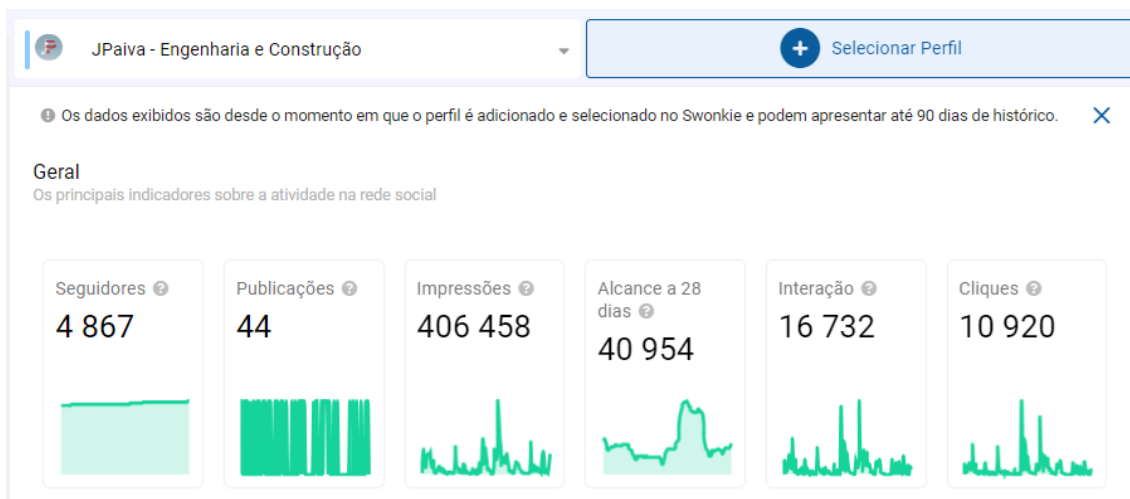 JPaiva - Engenharia e Construção
Selecionar Perfil
Os dados exibidos são desde o momento em que o perfil é adicionado e selecionado no Swonkie e podem apresentar até 90 dias de histórico.
Geral
Os principais indicadores sobre a atividade na rede social
Seguidores
4 867
Publicações
44
Impressões
406 458
Alcance a 28
dias
40 954
Interação
16 732
Cliques
10 920